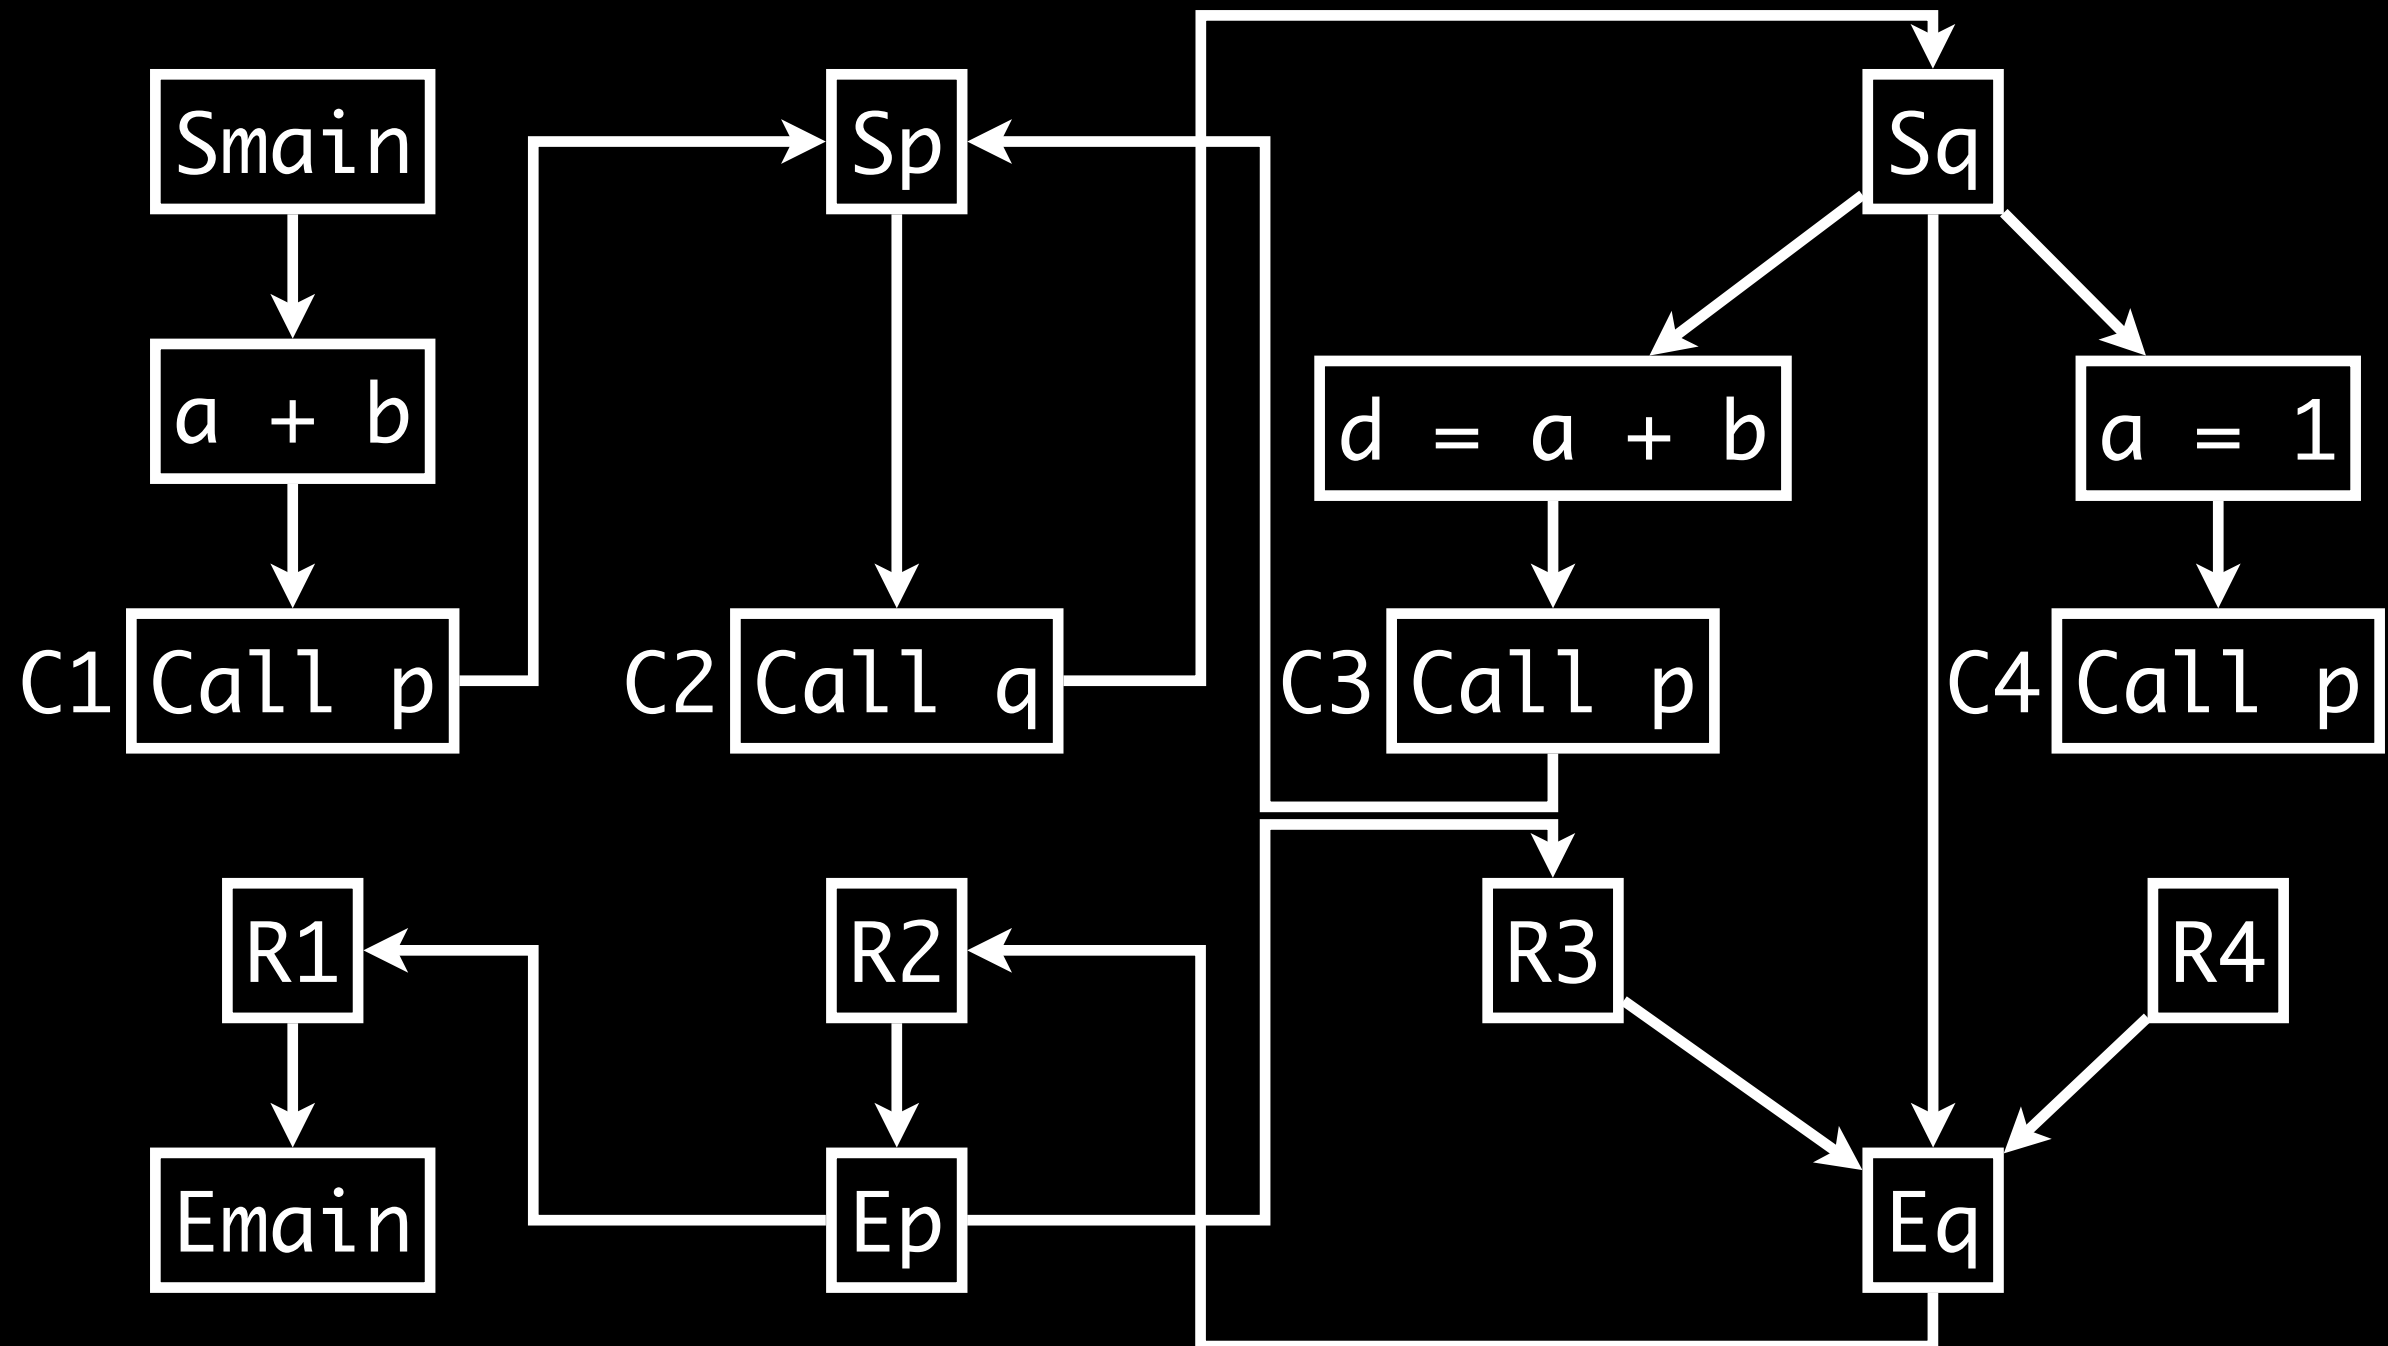 Smain
Sp
Sq
a + b
d = a + b
a = 1
C1 Call p
C2 Call q
C3 Call p
C4 Call p
R1
R2
R3
R4
Emain
Ep
Eq